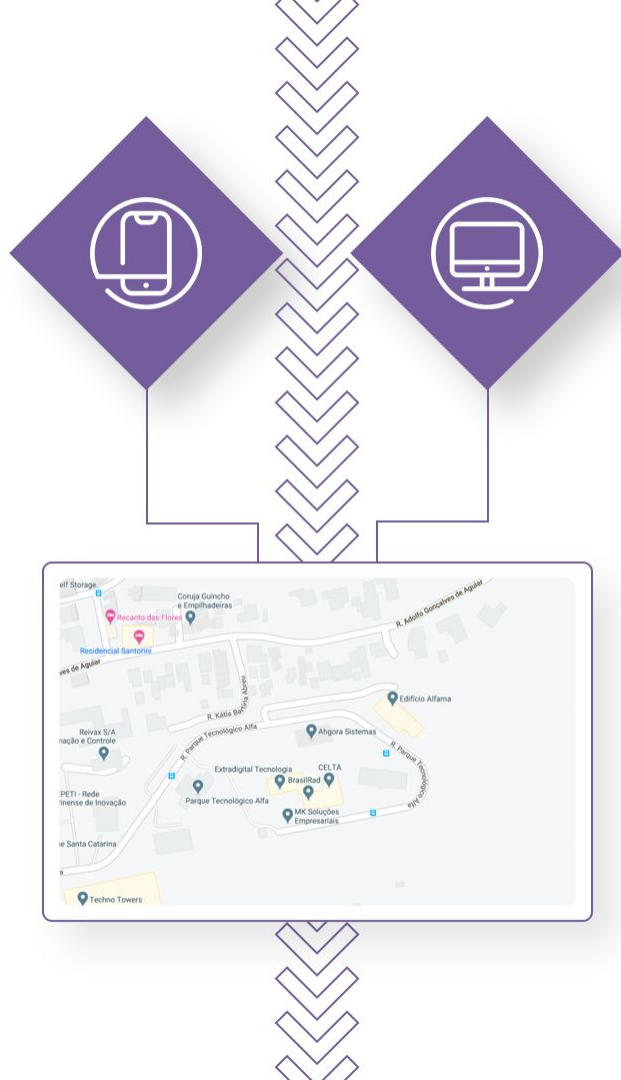 elf Storage
Coruja Guincho
e Empilhadeiras
Recanto das Flores
Residencial Santorini
ves de Aguiar
R. Adolfo Gonçalves de Aguiar
R. Kátia Bartíria Abreu
Edifício Alfama
Reivax S/A
nação e Controle
R. Parque Tecnológico Alfa
Ahgora Sistemas
R. Parque Tecnológico Alfa
Extradigital Tecnologia
CELTA
BrasilRad
Parque Tecnológico Alfa
EPETI - Rede
rinense de Inovação
MK Soluções
Empresariais
e Santa Catarina
Techno Towers